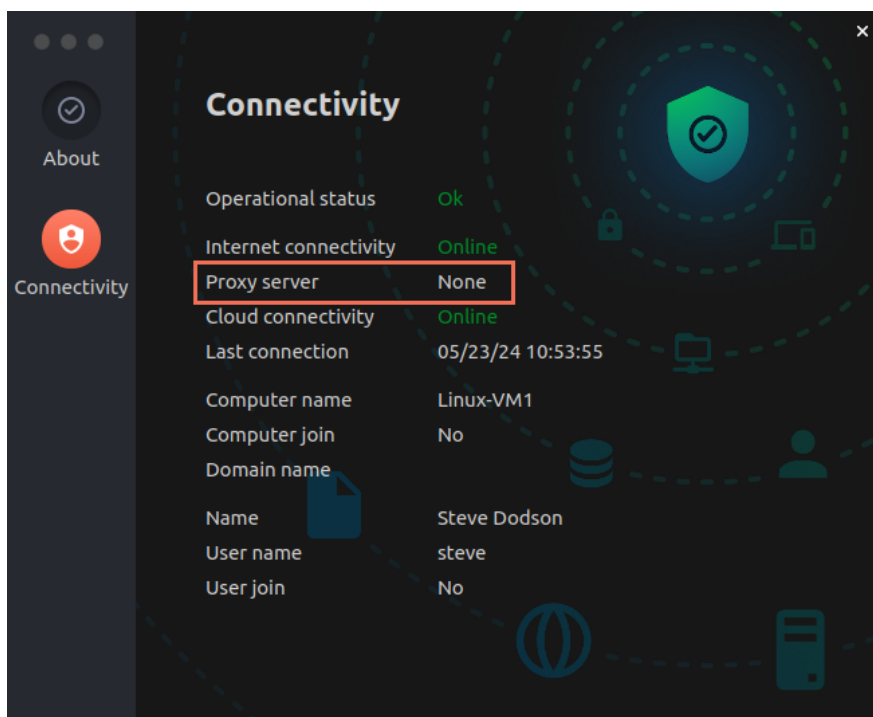 About
Connectivity
Connectivity
Operational status Ok
Internet connectivity Online
Proxy server None
Cloud connectivity Online
Last connection 05/23/24 10:53:55
Computer name Linux-VM1
Computer join No
Domain name
Name Steve Dodson
User name steve
User join No